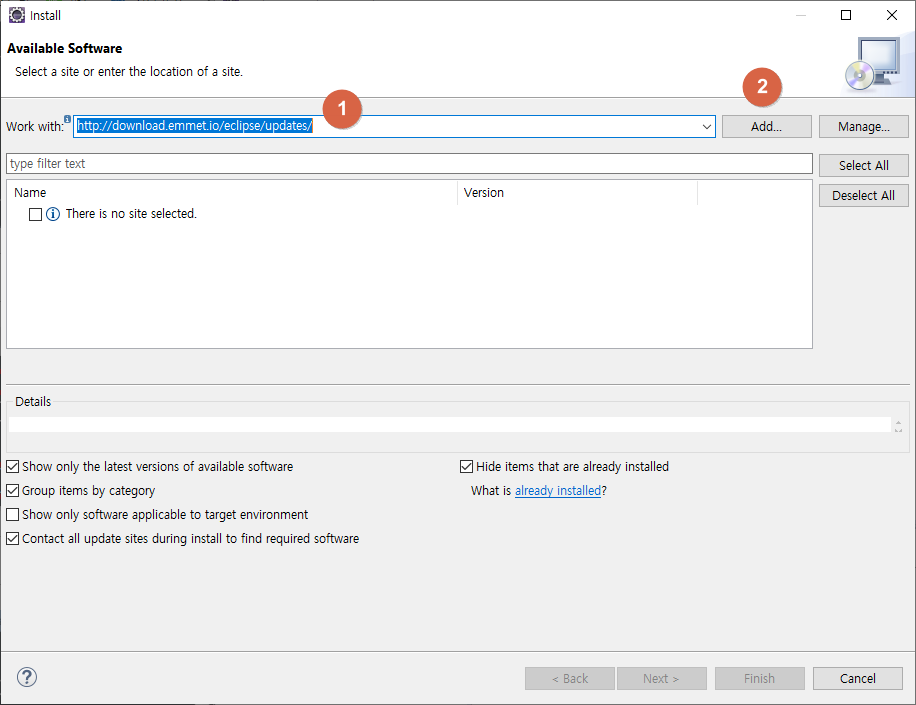 Install
Available Software
Select a site or enter the location of a site.
1
2
Work with: http://download.emmet.io/eclipse/updates/ Add... Manage...
type filter text Select All
Name Version Deselect All
There is no site selected.
Details
Show only the latest versions of available software Hide items that are already installed
Group items by category What is already installed?
Show only software applicable to target environment
Contact all update sites during install to find required software
? < Back Next > Finish Cancel